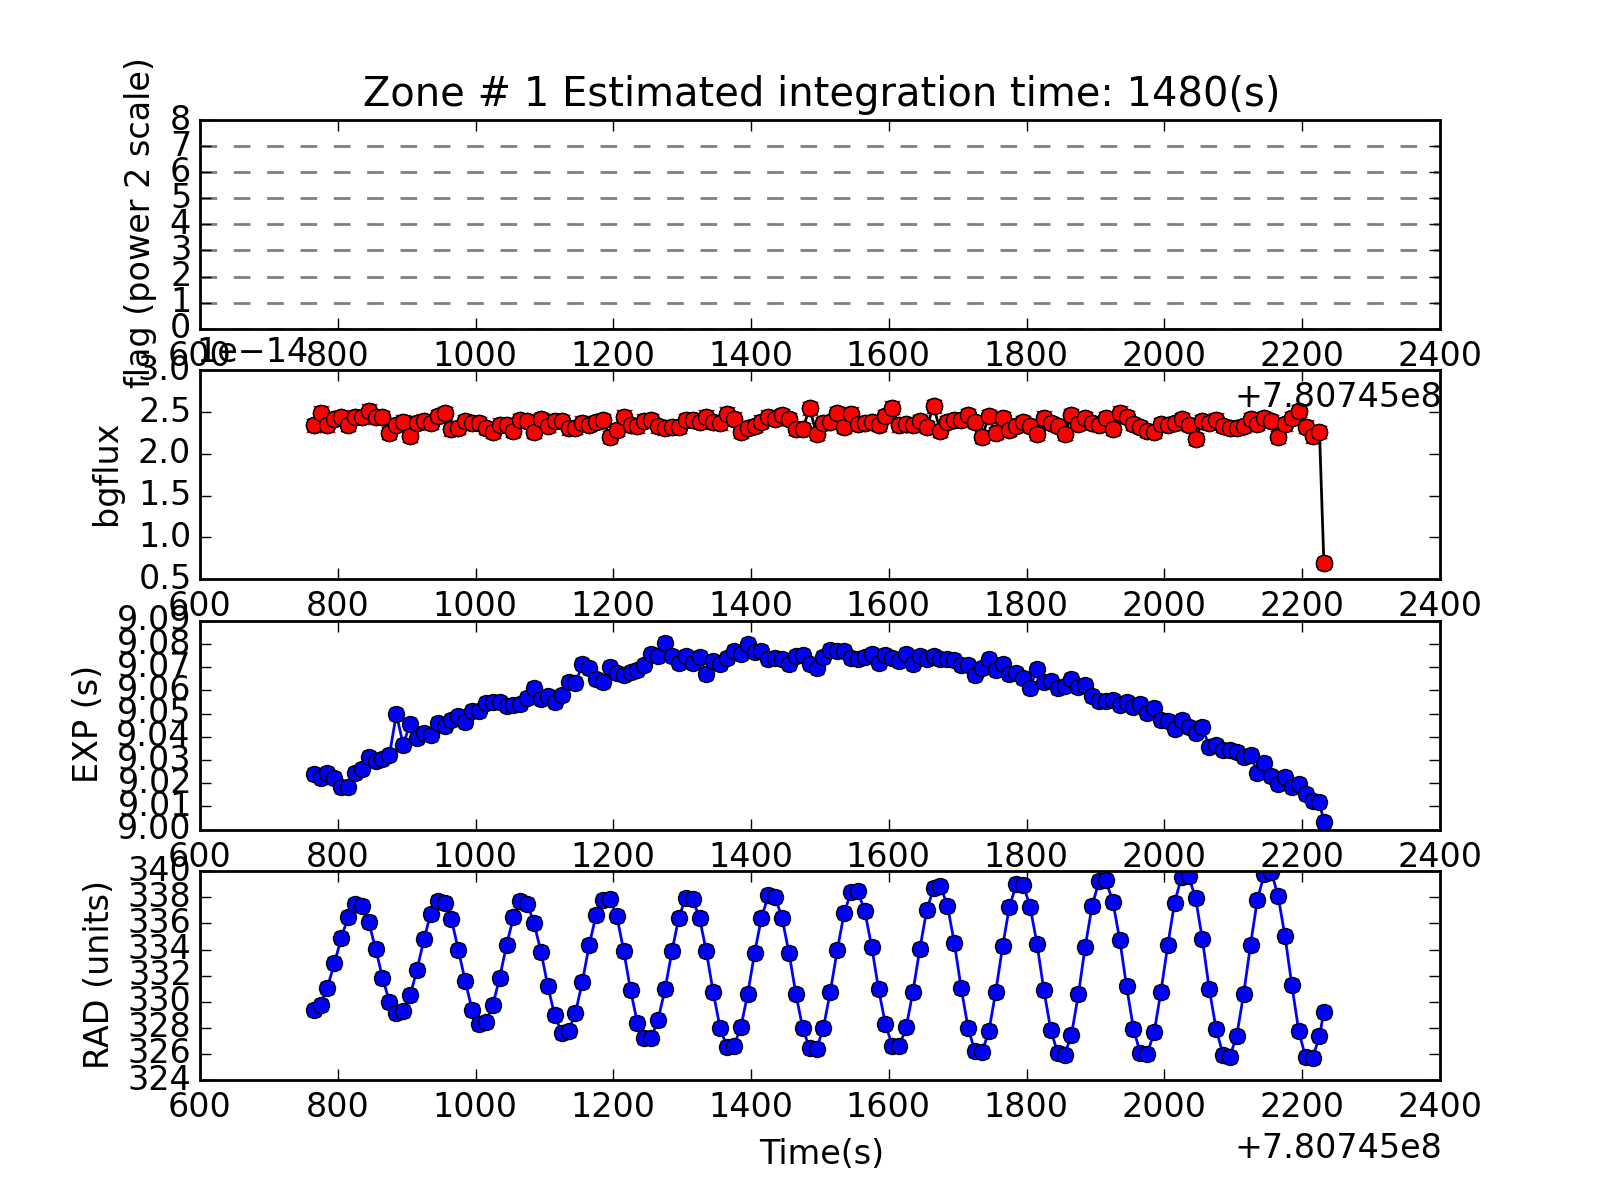 Zone # 1 Estimated integration time: 1480(s)
flag (power 2 scale)
8
7
6
5
4
3
2
1
0
600 800 1000 1200 1400 1600 1800 2000 2200 2400
1e−14
+7.80745e8
bgflux
3.0
2.5
2.0
1.5
1.0
0.5
600 800 1000 1200 1400 1600 1800 2000 2200 2400
EXP (s)
9.09
9.08
9.07
9.06
9.05
9.04
9.03
9.02
9.01
9.00
600 800 1000 1200 1400 1600 1800 2000 2200 2400
RAD (units)
340
338
336
334
332
330
328
326
324
600 800 1000 1200 1400 1600 1800 2000 2200 2400
Time(s)
+7.80745e8